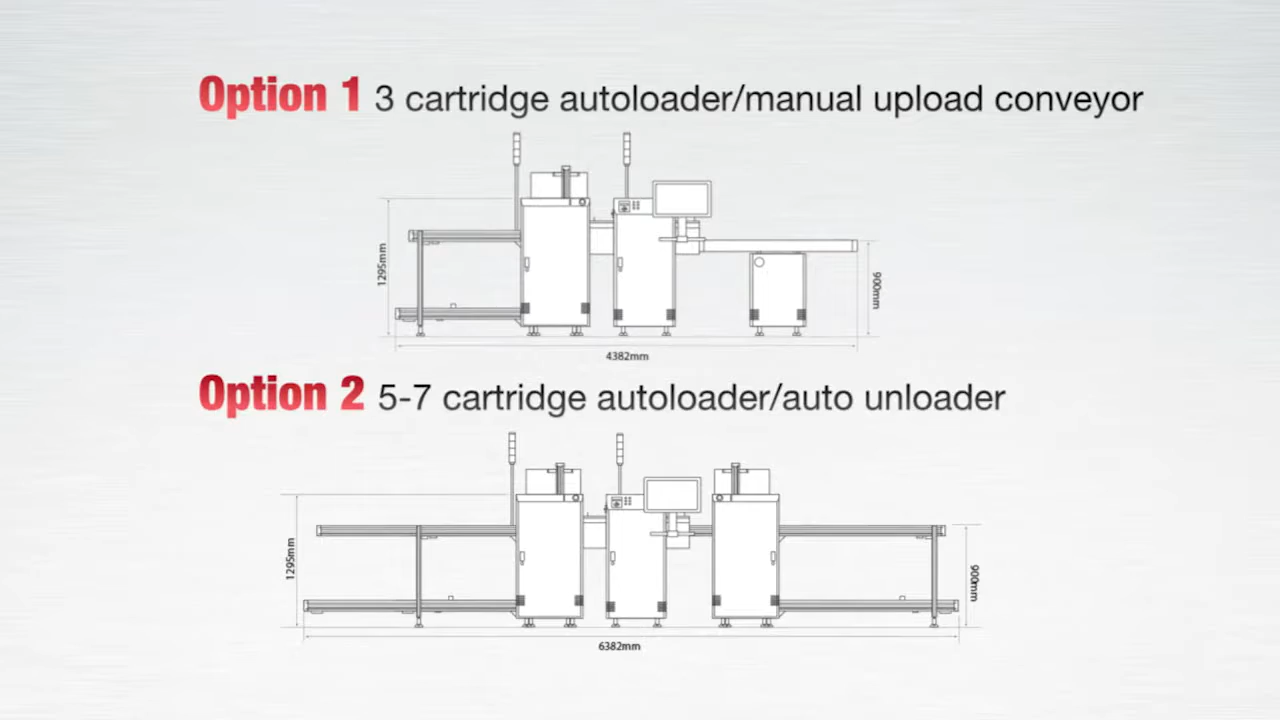 Option 1 3 cartridge autoloader/manual upload conveyor
1295mm
900mm
4382mm
Option 2 5-7 cartridge autoloader/auto unloader
1295mm
900mm
6382mm